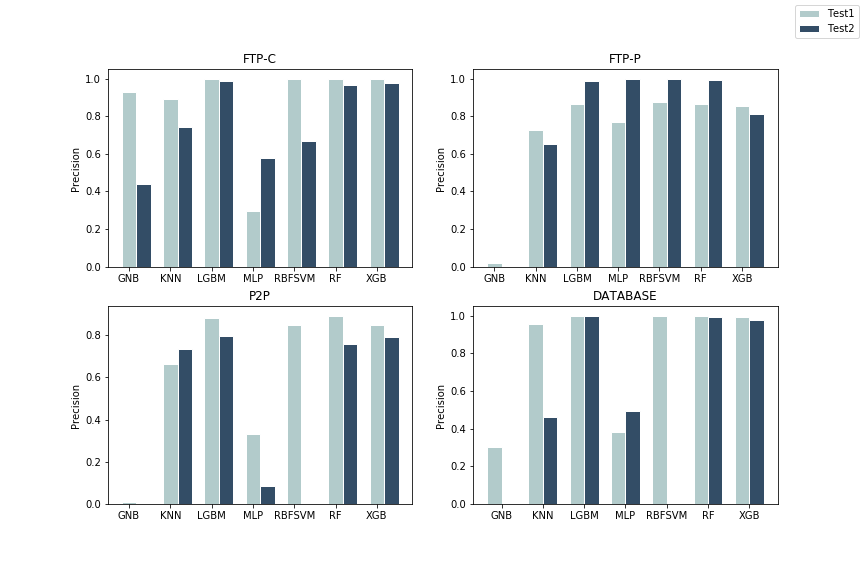 Test1
Test2
FTP-C
Precision
1.0
0.8
0.6
0.4
0.2
0.0
GNB KNN LGBM MLP RBFSVM RF XGB
FTP-P
Precision
1.0
0.8
0.6
0.4
0.2
0.0
GNB KNN LGBM MLP RBFSVM RF XGB
P2P
Precision
0.8
0.6
0.4
0.2
0.0
GNB KNN LGBM MLP RBFSVM RF XGB
DATABASE
Precision
1.0
0.8
0.6
0.4
0.2
0.0
GNB KNN LGBM MLP RBFSVM RF XGB